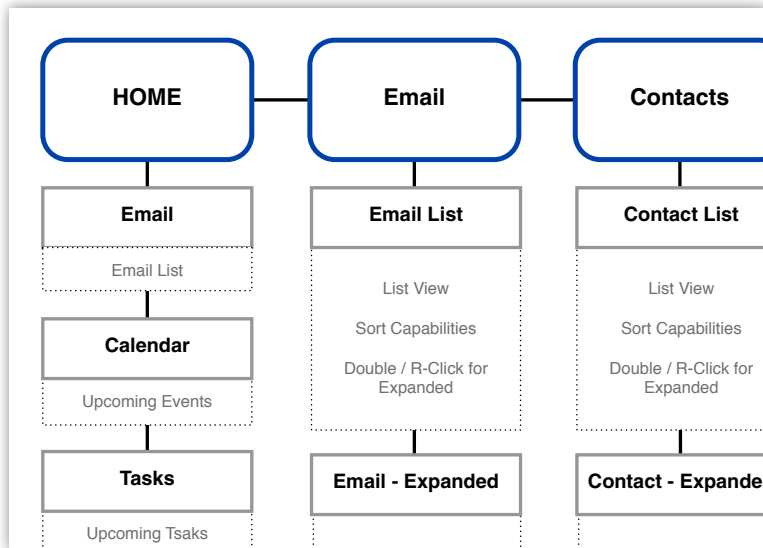 HOME
Email
Contacts
Email
Email List
Calendar
Upcoming Events
Tasks
Upcoming Tsaks
Email List
List View
Sort Capabilities
Double / R-Click for
Expanded
Email - Expanded
Contact List
List View
Sort Capabilities
Double / R-Click for
Expanded
Contact - Expande